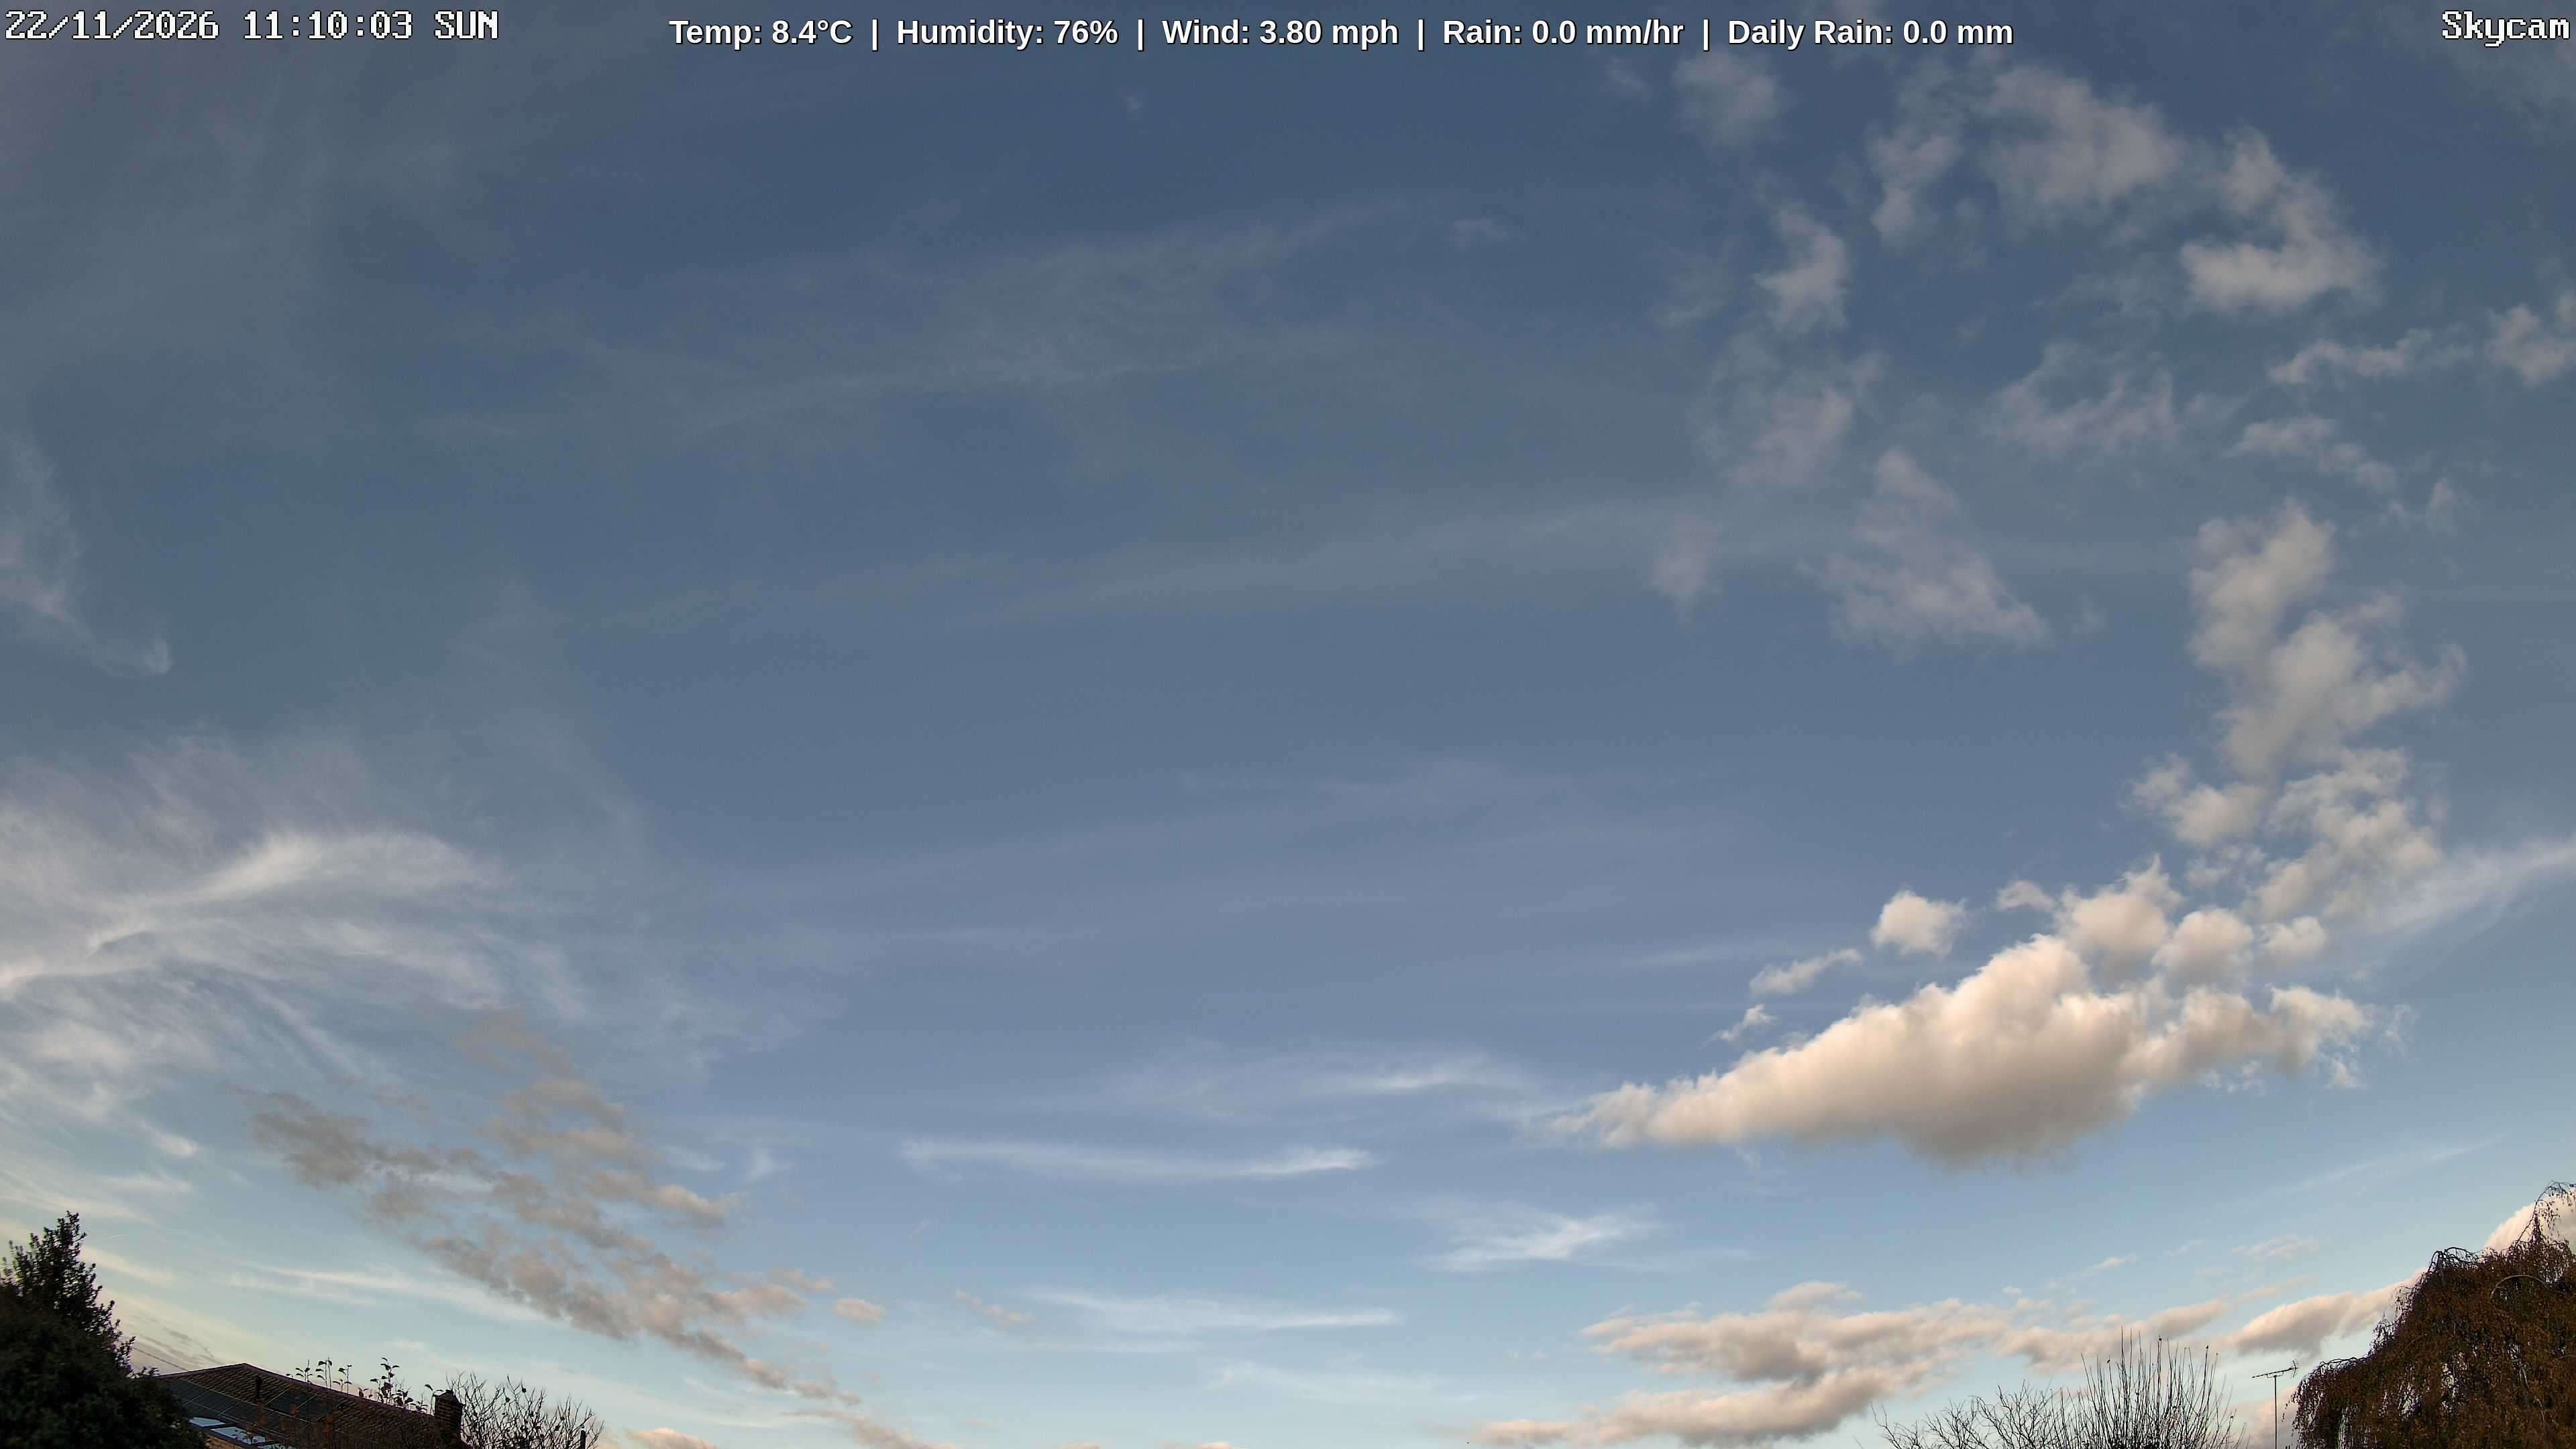 22/11/2026 11:10:03 SUN
Temp: 8.4°C | Humidity: 76% | Wind: 3.80 mph | Rain: 0.0 mm/hr | Daily Rain: 0.0 mm
Skycam